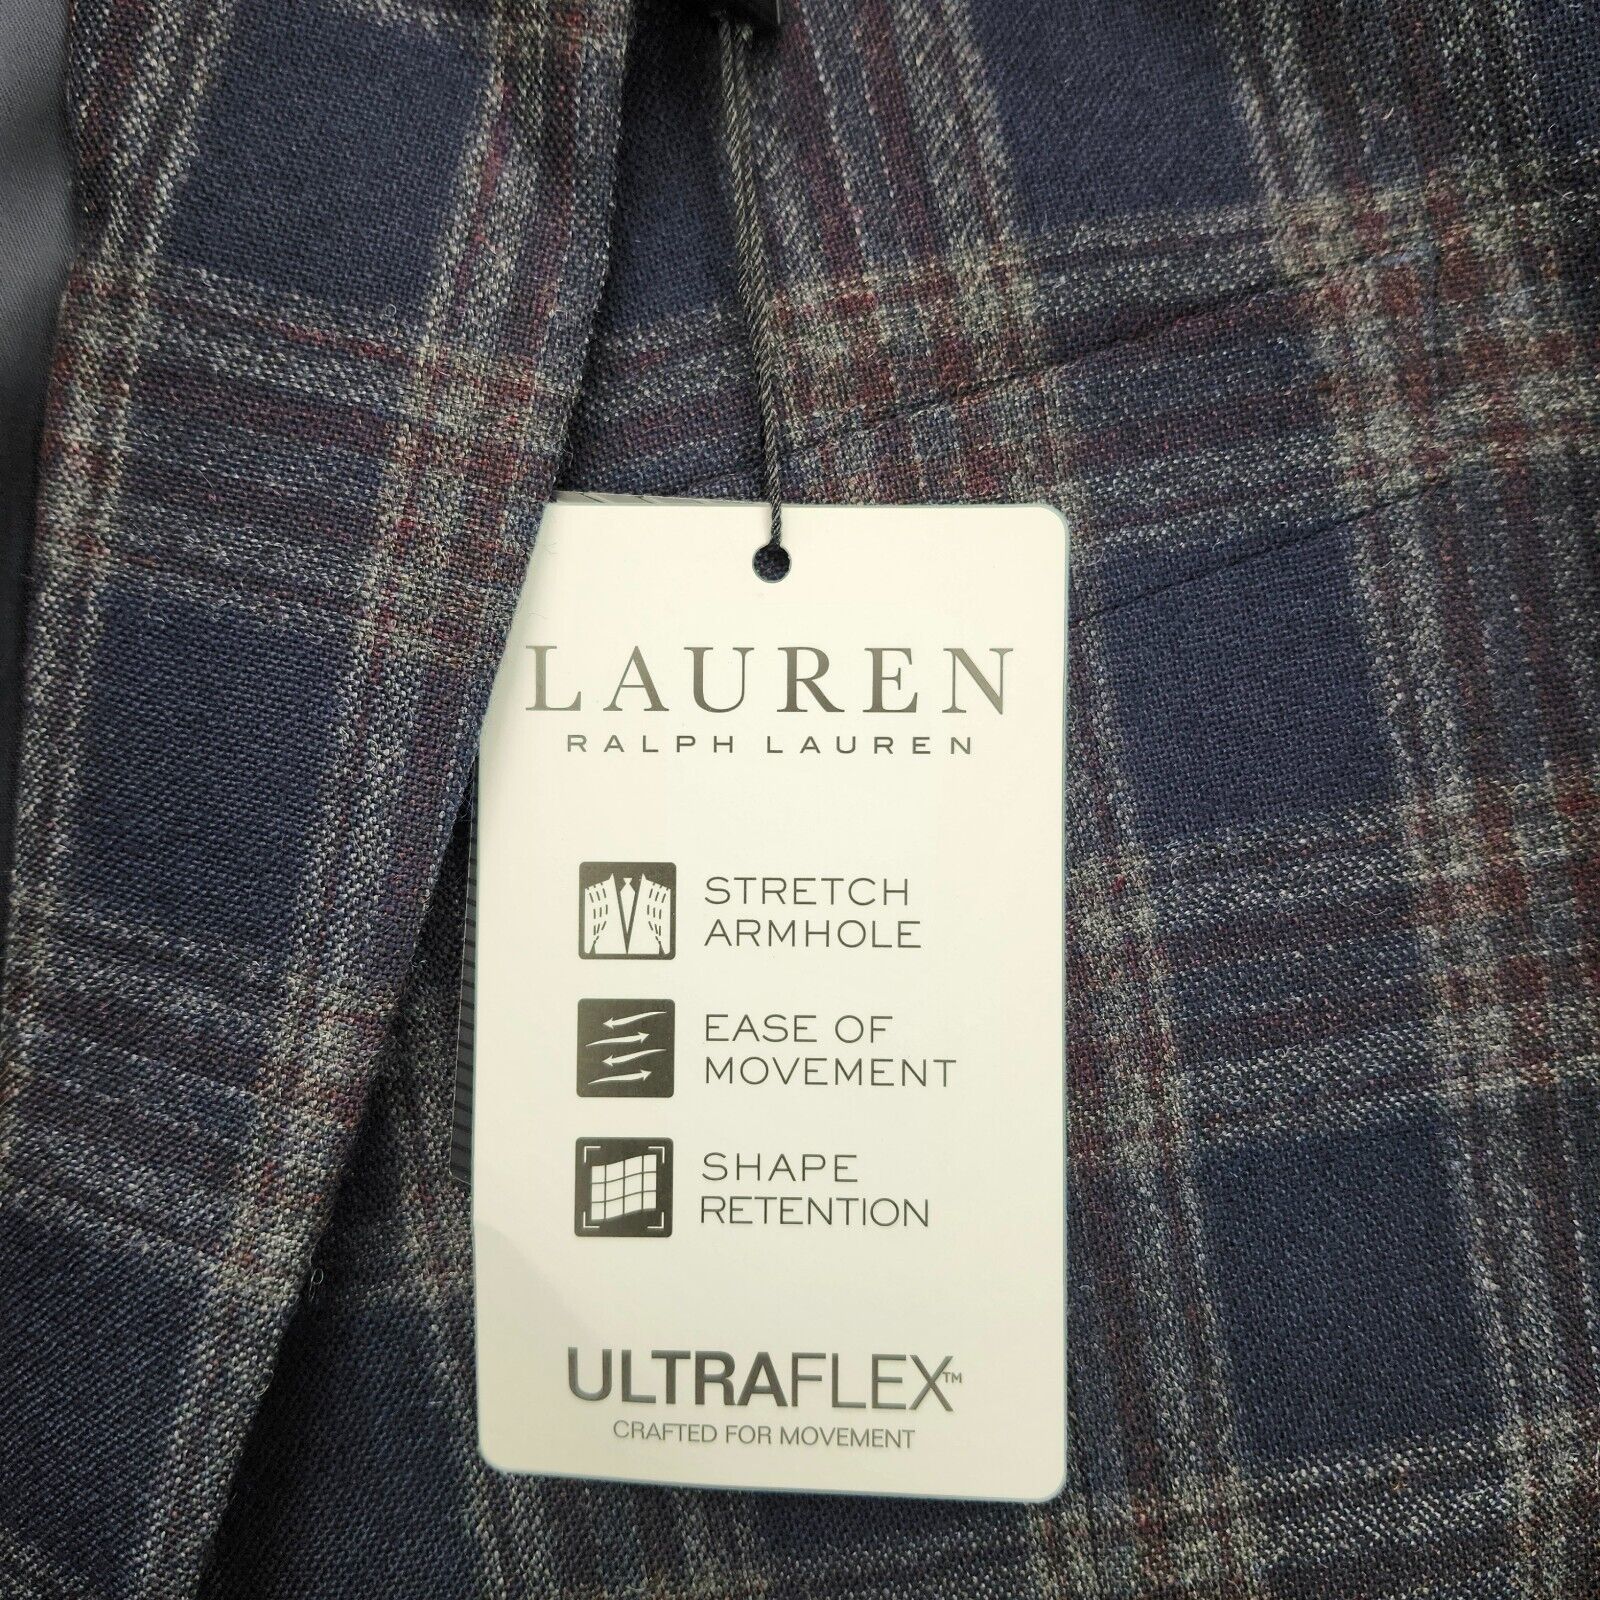 LAUREN
RALPH LAUREN
STRETCH
ARMHOLE
EASE OF
MOVEMENT
SHAPE
RETENTION
ULTRAFLEX™
CRAFTED FOR MOVEMENT